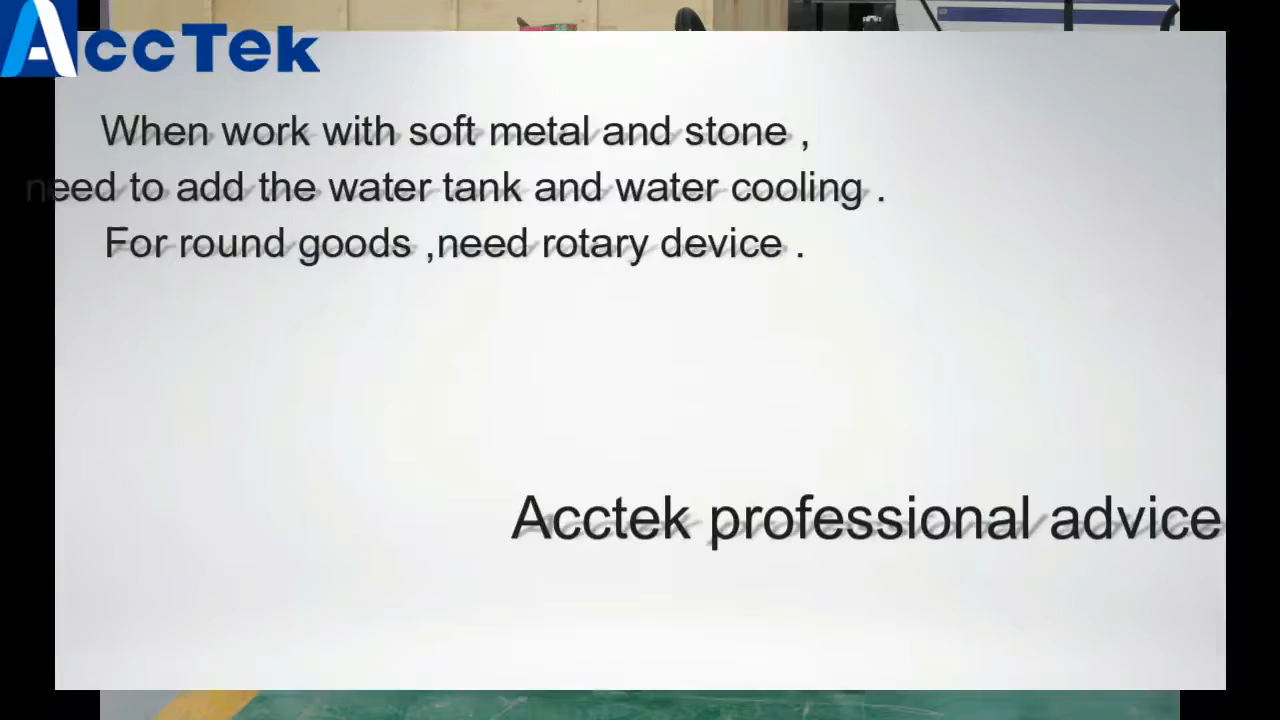 AccTek
When work with soft metal and stone ,
need to add the water tank and water cooling .
For round goods ,need rotary device .
Acctek professional advice